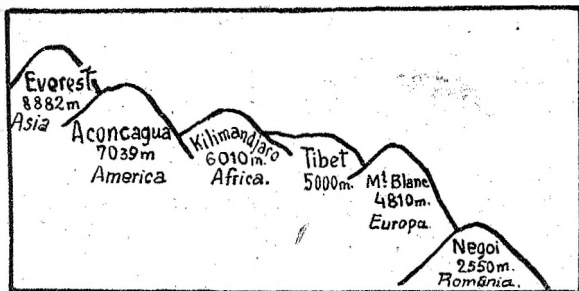 Everest
8882m.
Asia
Aconcagua
7039m
America
Kilimandjaro
6010m.
Africa.
Tibet
5000m.
Mt Blanc
4810m.
Europa.
Negoi
2550m.
România.